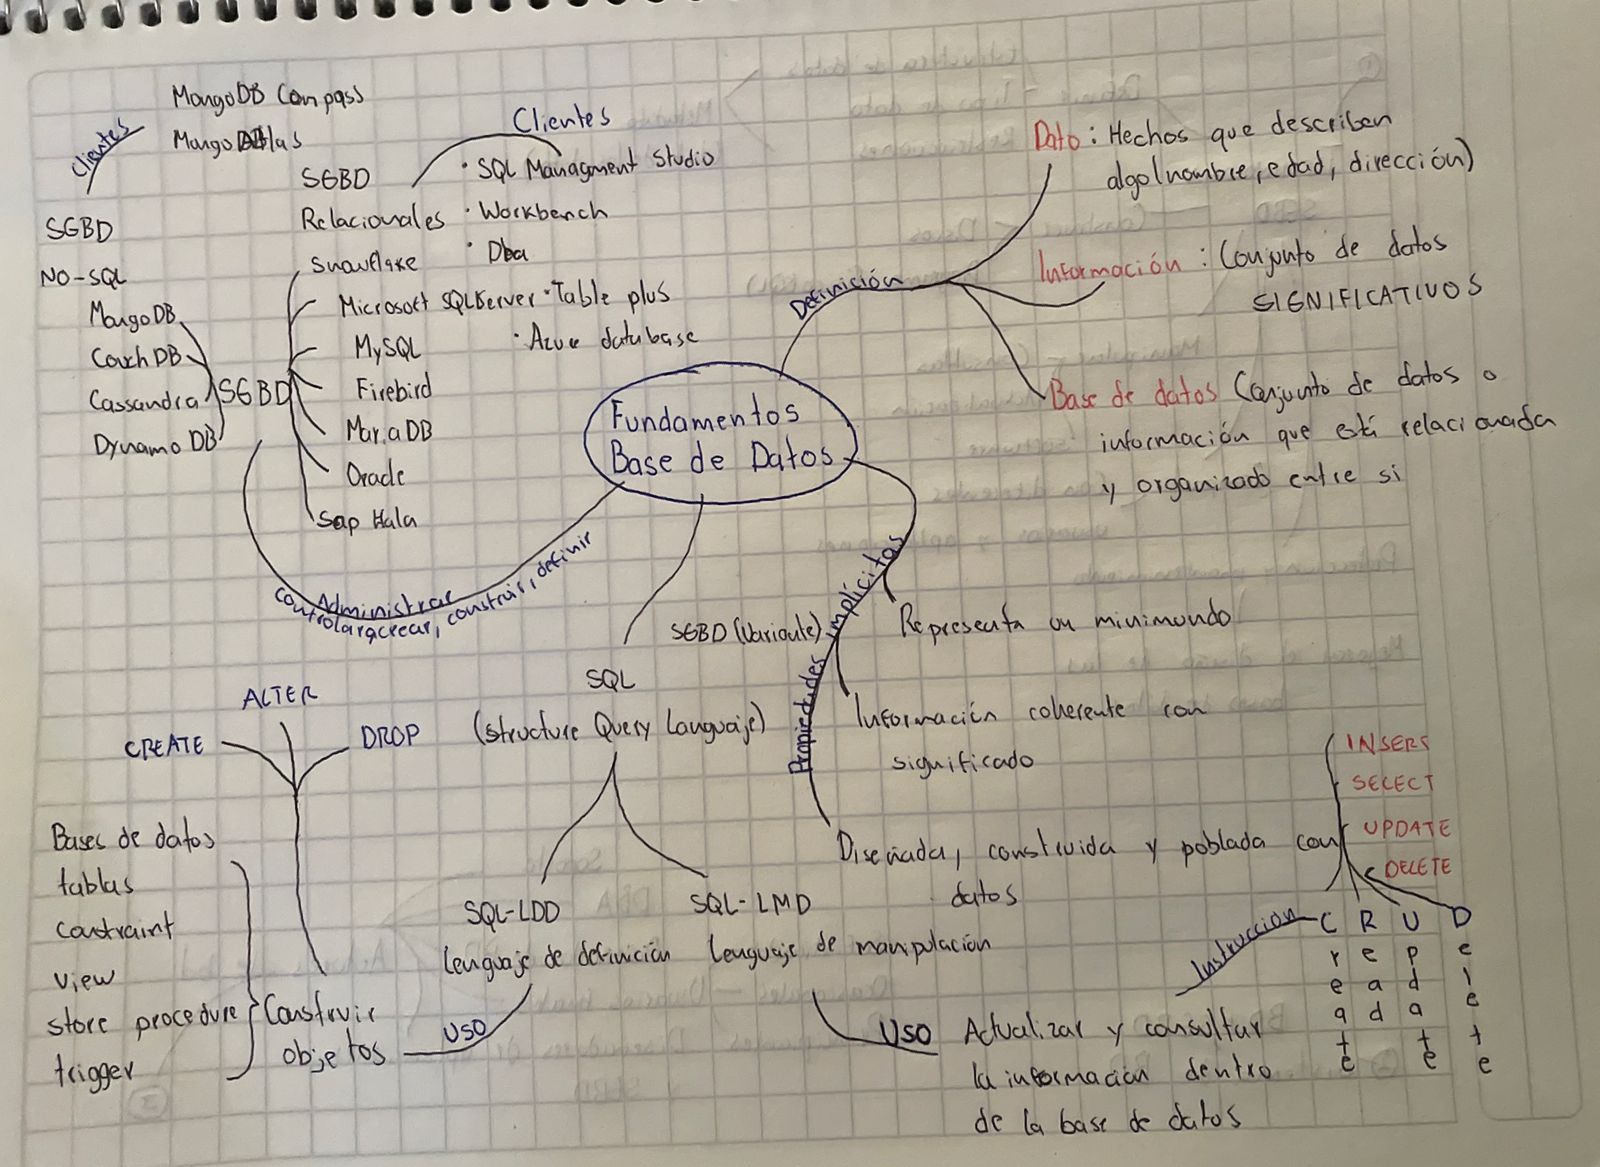 MongoDB Compass
Mongo Atlas
Clientes
SGBD
NO-SQL
MongoDB
CouchDB
Cassandra
Dynamo DB
SGBD
Clientes
SGBD
Relacionales
· SQL Managment Studio
· Workbench
· Dba
· Table plus
· Azure database
Snowflake
Microsoft SQLServer
MySQL
Firebird
MariaDB
Oracle
Sap Hala
Administrar
crear, construir, definir
Fundamentos
Base de Datos
Definición
Dato: Hechos que describen
algo(nombre, edad, dirección)
Información: Conjunto de datos
SIGNIFICATIVOS
Base de datos Conjunto de datos o
información que está relacionada
y organizado entre si
Propiedades implícitas
Representa un minimundo
Información coherente con
significado
Diseñada, construida y poblada con
datos
SGBD (Variante)
SQL
(structure Query Languaje)
SQL-LDD
Lenguaje de definición
SQL-LMD
Lenguaje de manipulación
USO
Construir
objetos
CREATE
ALTER
DROP
Bases de datos
tablas
constraint
view
store procedure
trigger
USO
Actualizar y consultar
la información dentro
de la base de datos
Instruccion
Create
Read
Update
Delete
INSERT
SELECT
UPDATE
DELETE